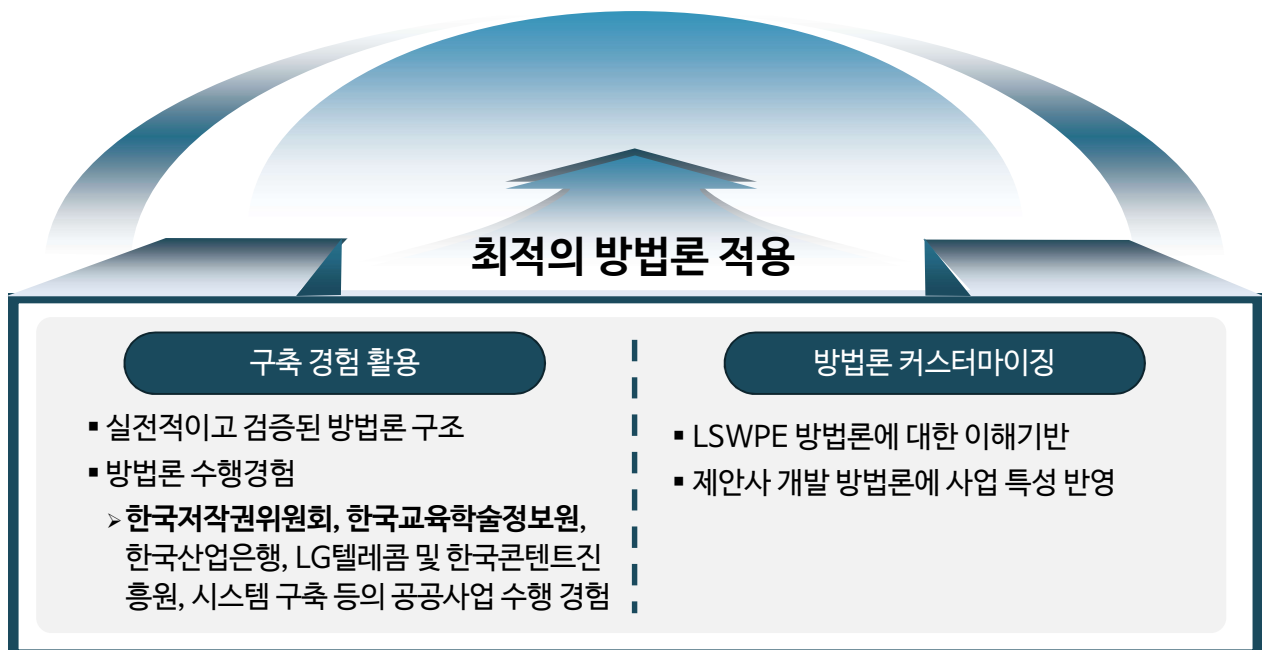 최적의 방법론 적용
구축 경험 활용
▪ 실전적이고 검증된 방법론 구조
▪ 방법론 수행경험
➢ 한국저작권위원회, 한국교육학술정보원,
한국산업은행, LG텔레콤 및 한국콘텐트진
흥원, 시스템 구축 등의 공공사업 수행 경험
방법론 커스터마이징
▪ LSWPE 방법론에 대한 이해기반
▪ 제안사 개발 방법론에 사업 특성 반영